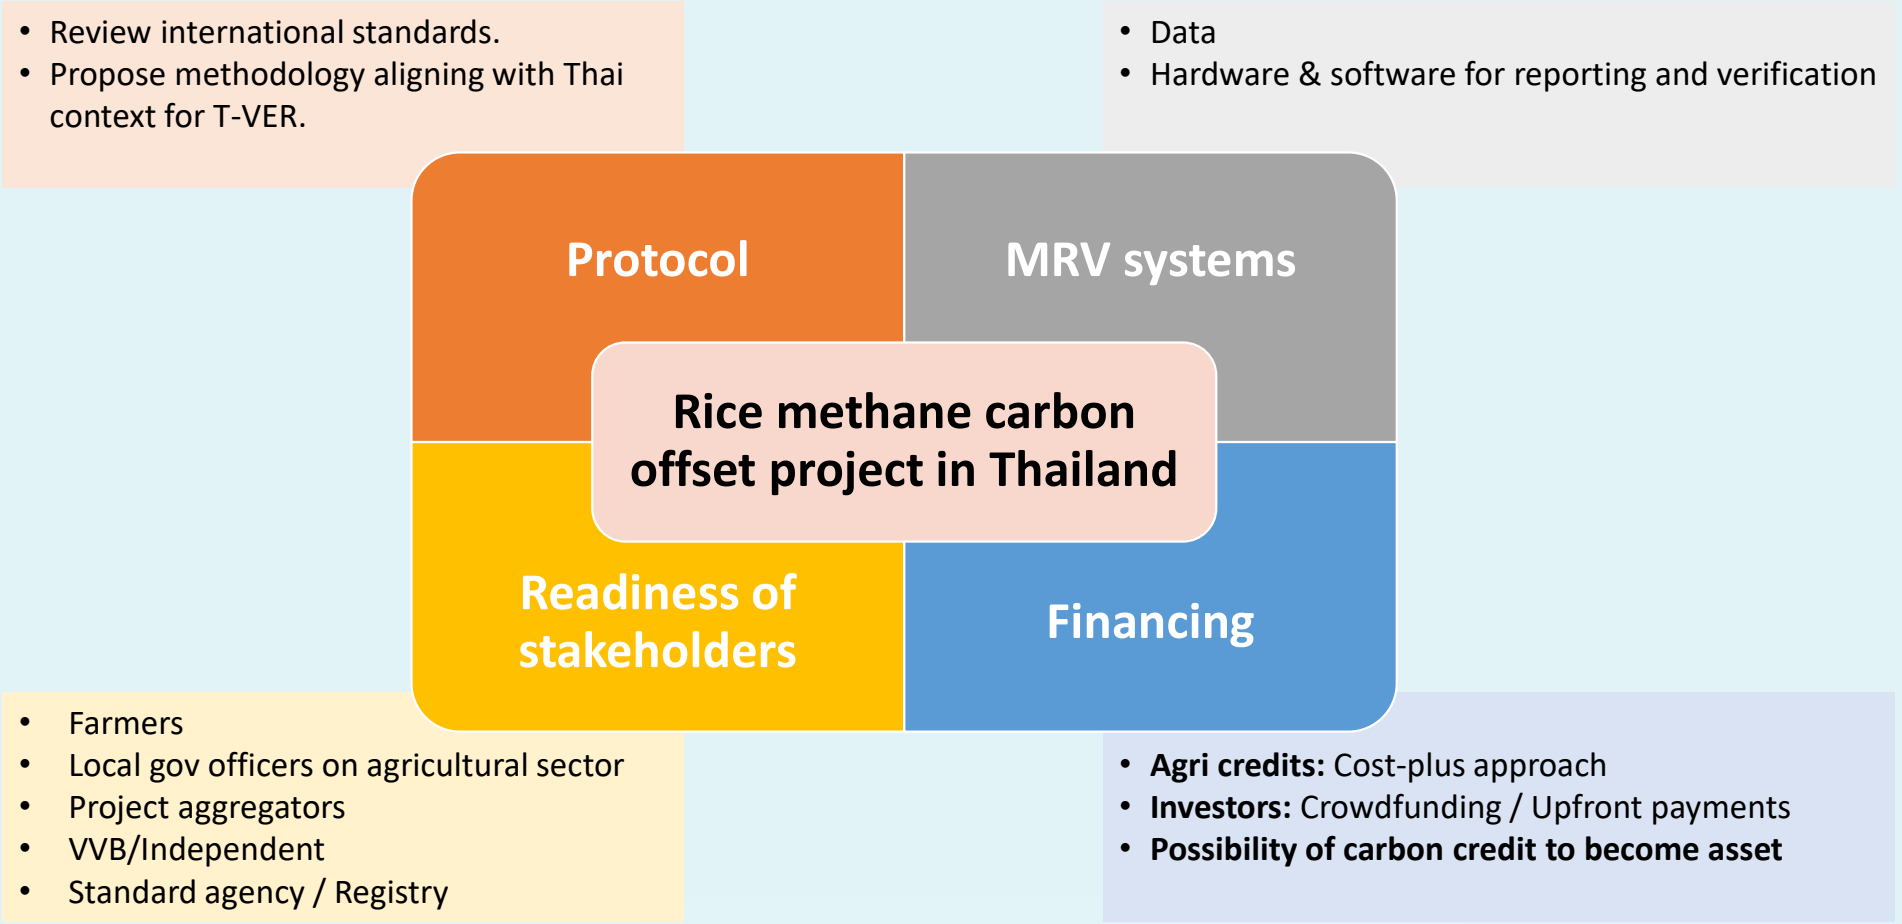 • Review international standards.
• Propose methodology aligning with Thai
context for T-VER.
• Data
• Hardware & software for reporting and verification
Protocol
MRV systems
Rice methane carbon
offset project in Thailand
Readiness of
stakeholders
Financing
• Farmers
• Local gov officers on agricultural sector
• Project aggregators
• VVB/Independent
• Standard agency / Registry
• Agri credits: Cost-plus approach
• Investors: Crowdfunding / Upfront payments
• Possibility of carbon credit to become asset